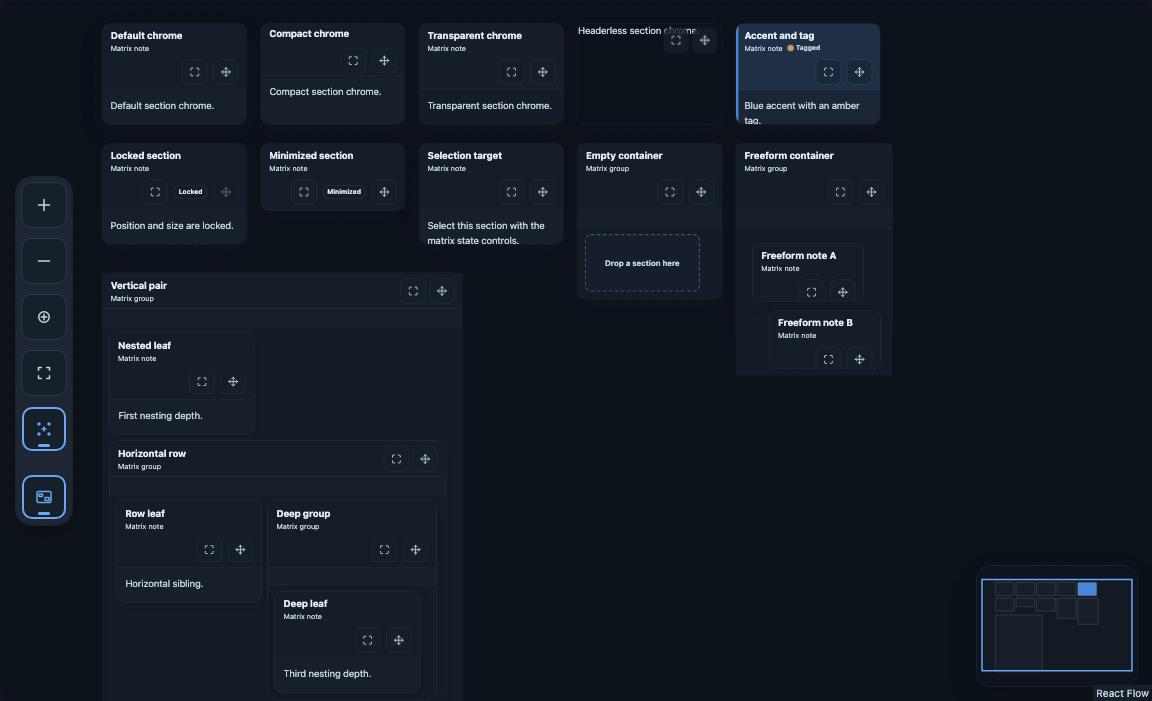 Default chrome
Matrix note
Default section chrome.
Compact chrome
Compact section chrome.
Transparent chrome
Matrix note
Transparent section chrome.
Headerless section chrome.
Accent and tag
Matrix note Tagged
Blue accent with an amber
tag.
Locked section
Matrix note
Locked
Position and size are locked.
Minimized section
Matrix note
Minimized
Selection target
Matrix note
Select this section with the
matrix state controls.
Empty container
Matrix group
Drop a section here
Freeform container
Matrix group
Freeform note A
Matrix note
Freeform note B
Matrix note
Vertical pair
Matrix group
Nested leaf
Matrix note
First nesting depth.
Horizontal row
Matrix group
Row leaf
Matrix note
Horizontal sibling.
Deep group
Matrix group
Deep leaf
Matrix note
Third nesting depth.
React Flow